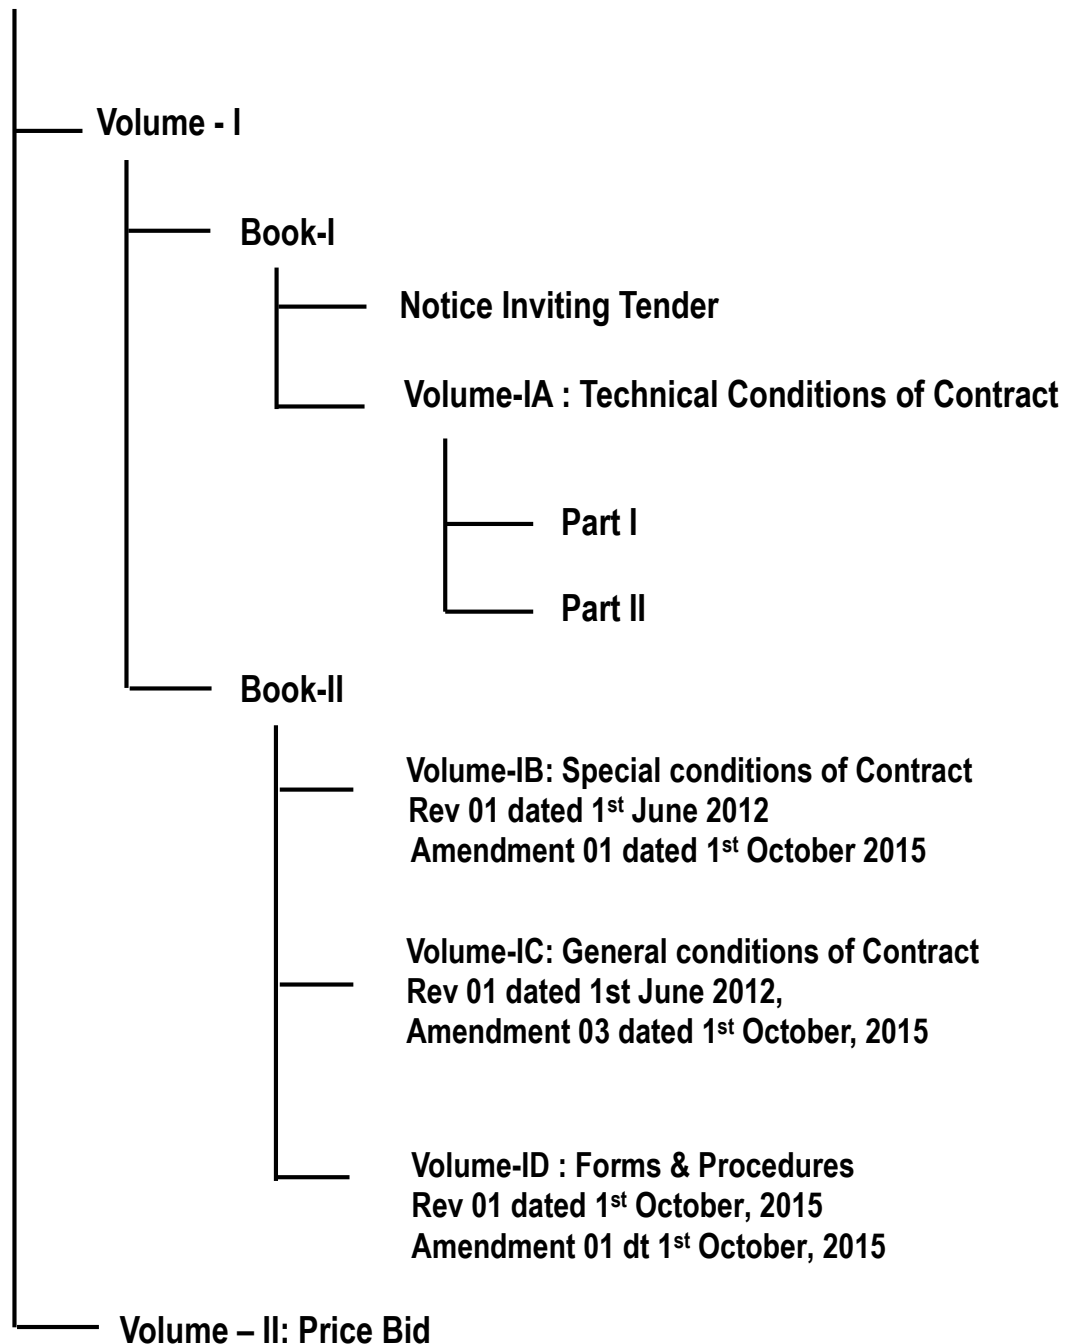 Volume - I
Book-I
Notice Inviting Tender
Volume-IA : Technical Conditions of Contract
Part I
Part II
Book-II
Volume-IB: Special conditions of Contract
Rev 01 dated 1st June 2012
Amendment 01 dated 1st October 2015
Volume-IC: General conditions of Contract
Rev 01 dated 1st June 2012,
Amendment 03 dated 1st October, 2015
Volume-ID : Forms & Procedures
Rev 01 dated 1st October, 2015
Amendment 01 dt 1st October, 2015
Volume – II: Price Bid